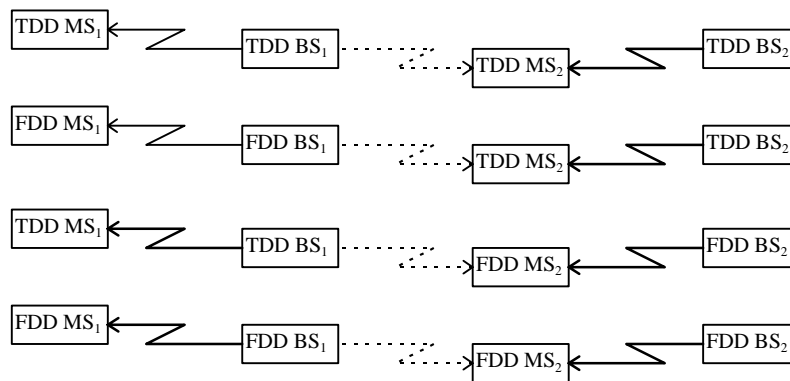 TDD MS₁ TDD BS₁ TDD MS₂ TDD BS₂
FDD MS₁ FDD BS₁ TDD MS₂ TDD BS₂
TDD MS₁ TDD BS₁ FDD MS₂ FDD BS₂
FDD MS₁ FDD BS₁ FDD MS₂ FDD BS₂